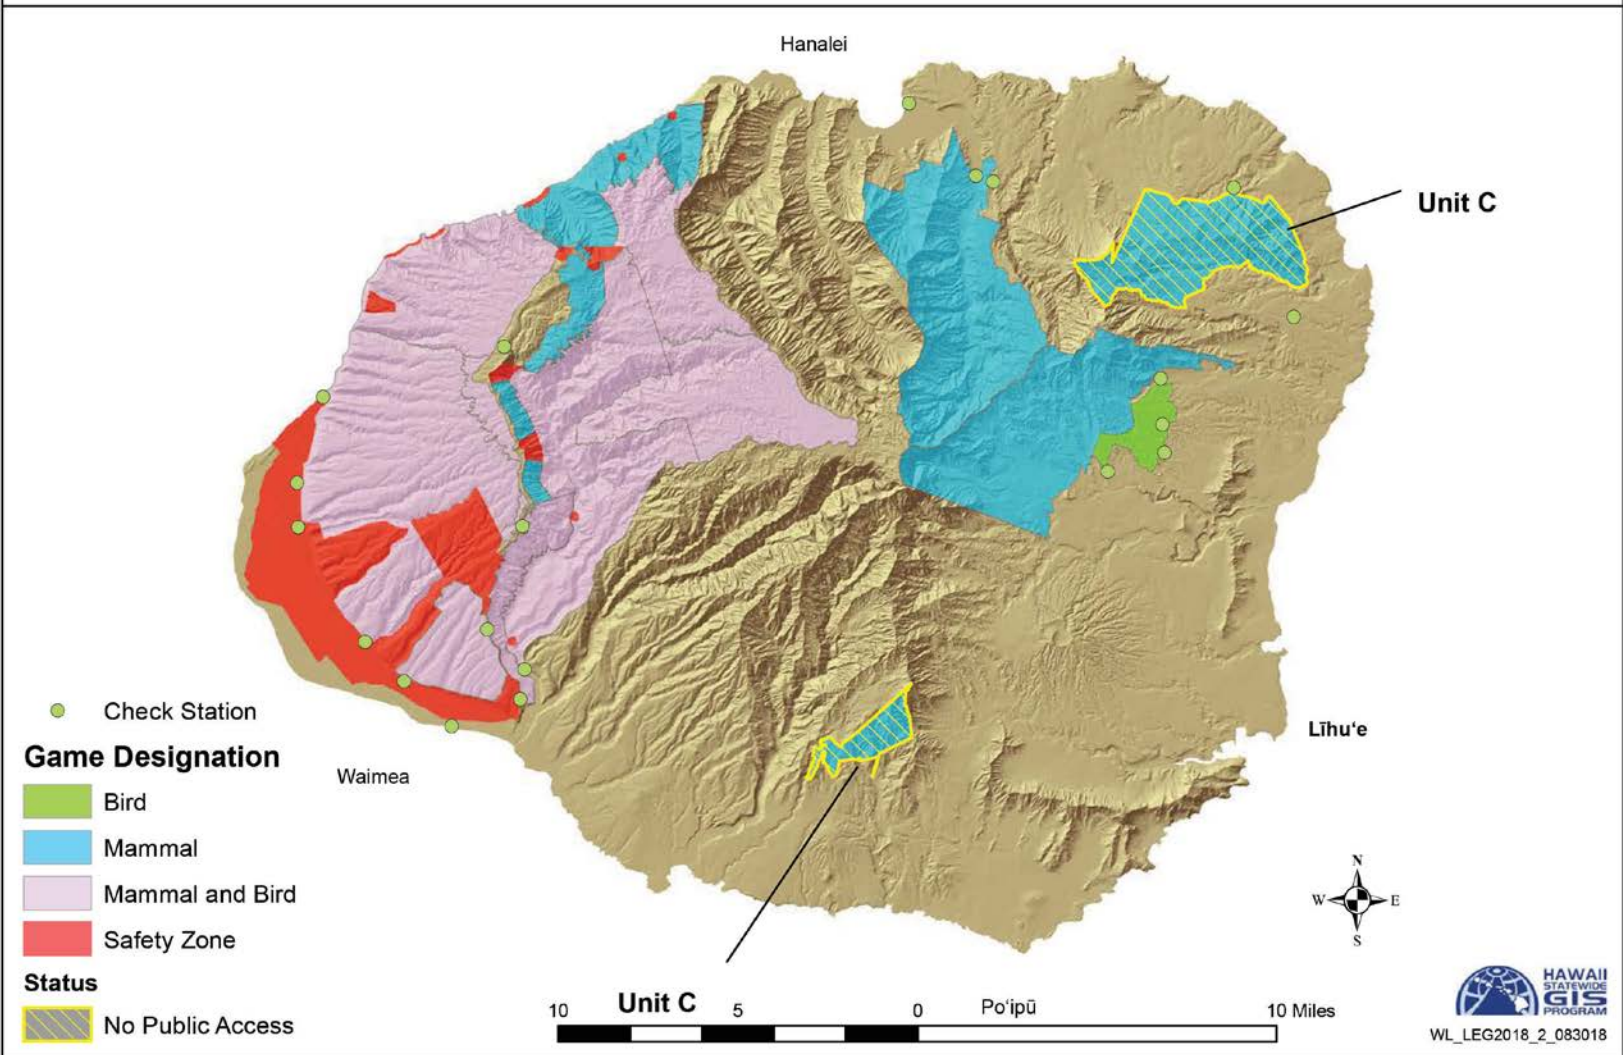 Hanalei
Unit C
Check Station
Game Designation
Līhuʻe
Waimea
Bird
Mammal
Mammal and Bird
N
W E
S
Safety Zone
Status
No Public Access
Unit C
10 5 0 10 Miles
Poʻipū
HAWAII
STATEWIDE
GIS
PROGRAM
WL_LEG2018_2_083018